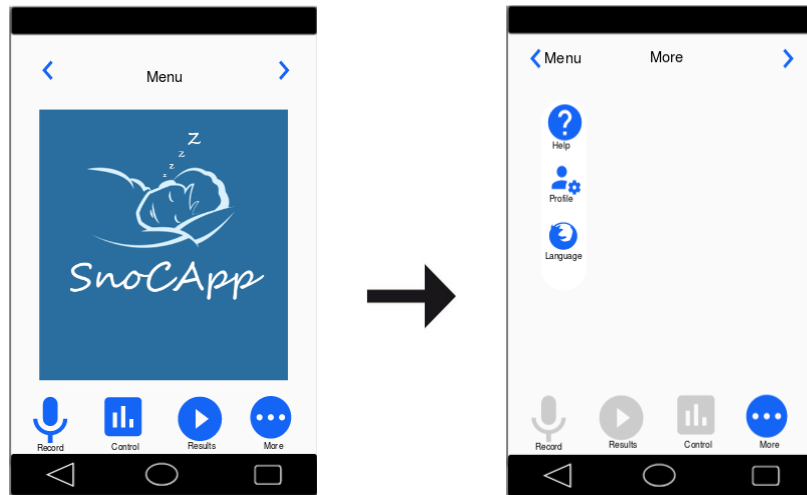 Menu
z
z
z
z
SnoCApp
Record
Control
Results
More
Menu
More
?
Help
Profile
Language
Record
Results
Control
More